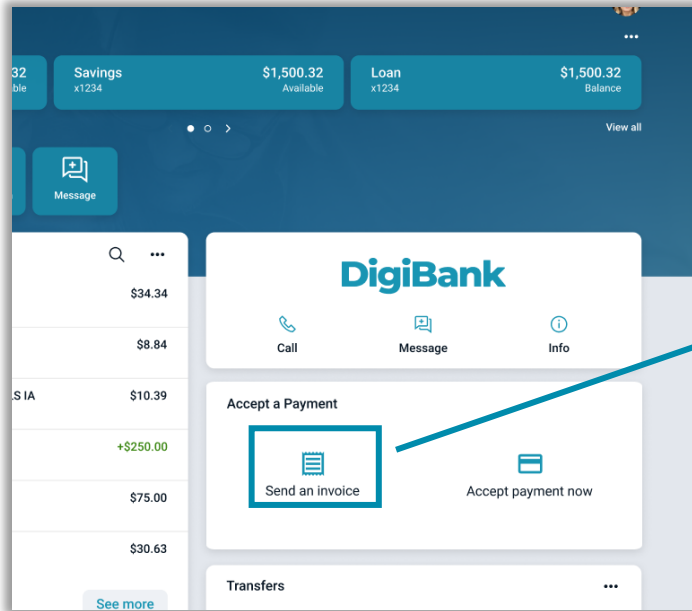 32
Savings
$1,500.32
Loan
$1,500.32
ble
x1234
Available
x1234
Balance
View all
Message
$34.34
$8.84
S IA
$10.39
+$250.00
$75.00
$30.63
See more
DigiBank
Call
Message
Info
Accept a Payment
Send an invoice
Accept payment now
Transfers